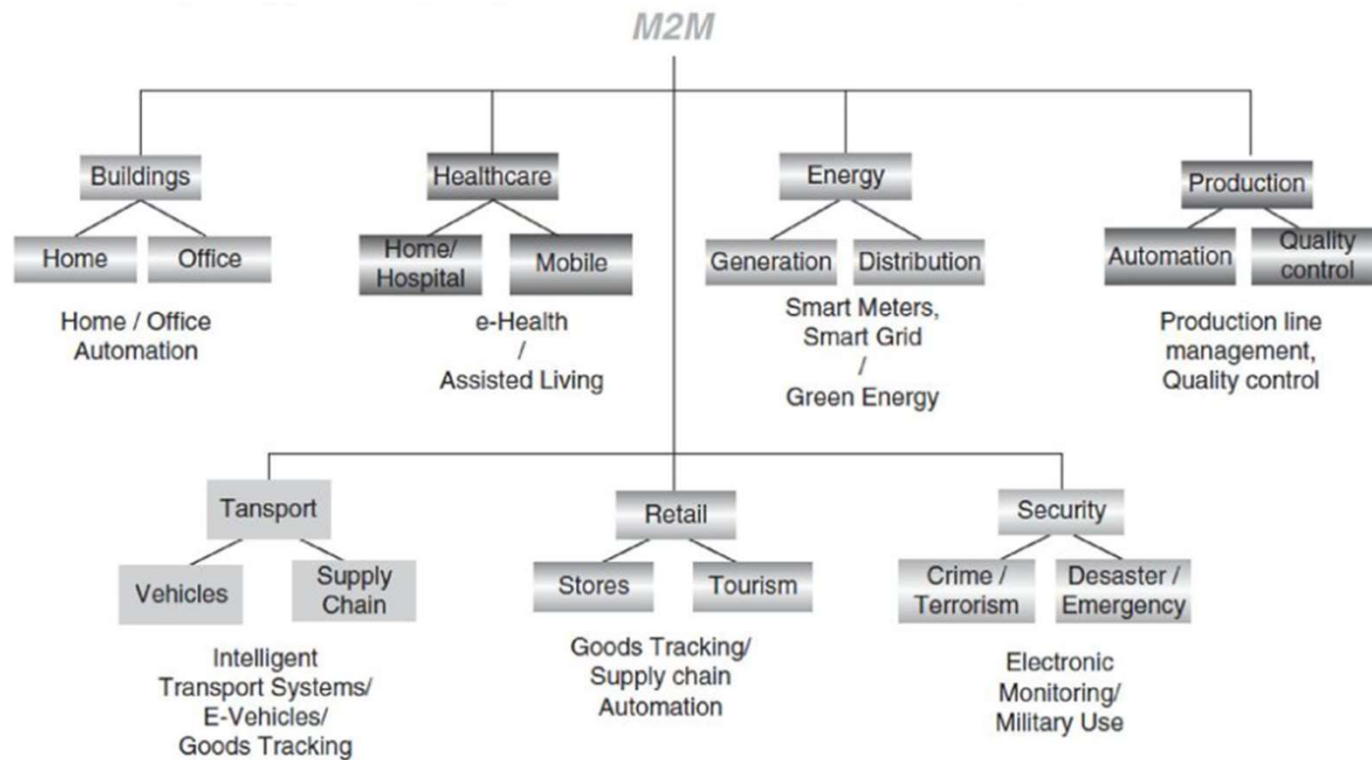 M2M
Buildings
Healthcare
Energy
Production
Home
Office
Home/
Hospital
Mobile
Generation
Distribution
Automation
Quality
control
Home / Office
Automation
e-Health
/
Assisted Living
Smart Meters,
Smart Grid
/
Green Energy
Production line
management,
Quality control
Tansport
Retail
Security
Vehicles
Supply
Chain
Stores
Tourism
Crime /
Terrorism
Desaster /
Emergency
Intelligent
Transport Systems/
E-Vehicles/
Goods Tracking
Goods Tracking/
Supply chain
Automation
Electronic
Monitoring/
Military Use